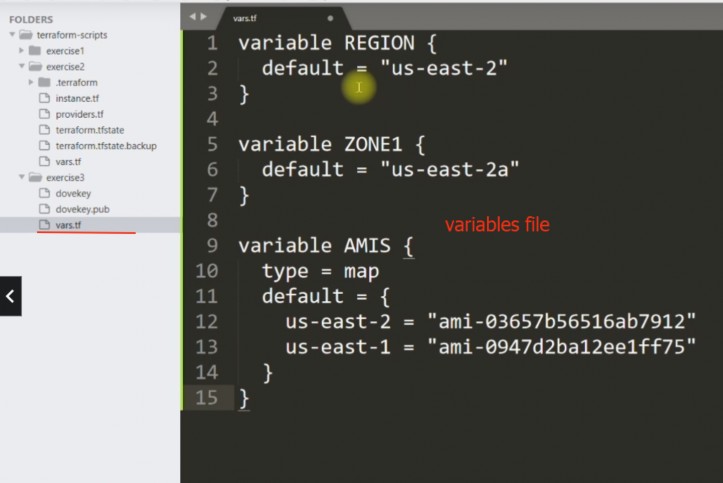 FOLDERS
terraform-scripts
exercise1
exercise2
.terraform
instance.tf
providers.tf
terraform.tfstate
terraform.tfstate.backup
vars.tf
exercise3
dovekey
dovekey.pub
vars.tf
vars.tf
1 variable REGION {
2   default = "us-east-2"
3 }
4
5 variable ZONE1 {
6   default = "us-east-2a"
7 }
8
variables file
9 variable AMIS {
10   type = map
11   default = {
12     us-east-2 = "ami-03657b56516ab7912"
13     us-east-1 = "ami-0947d2ba12ee1ff75"
14   }
15 }